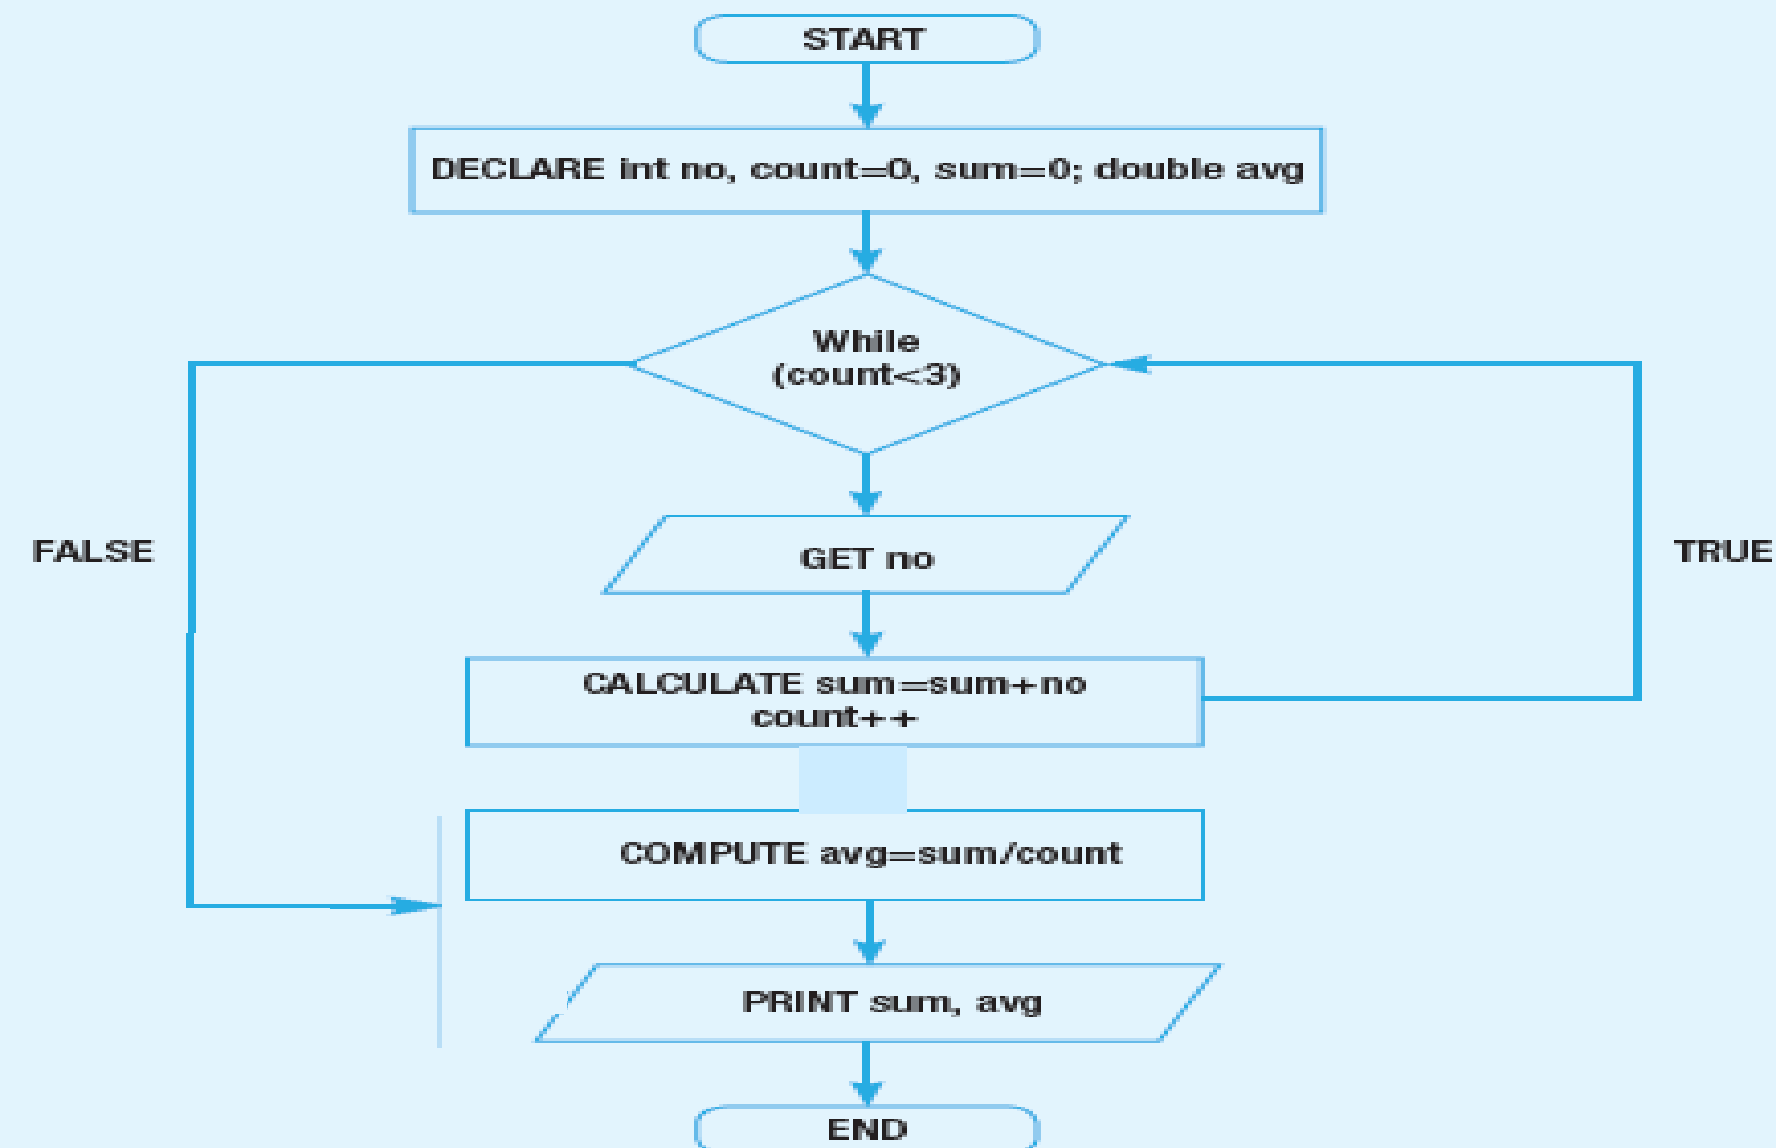 START
DECLARE int no, count=0, sum=0; double avg
While
(count<3)
FALSE
TRUE
GET no
CALCULATE sum=sum+no
count++
COMPUTE avg=sum/count
PRINT sum, avg
END